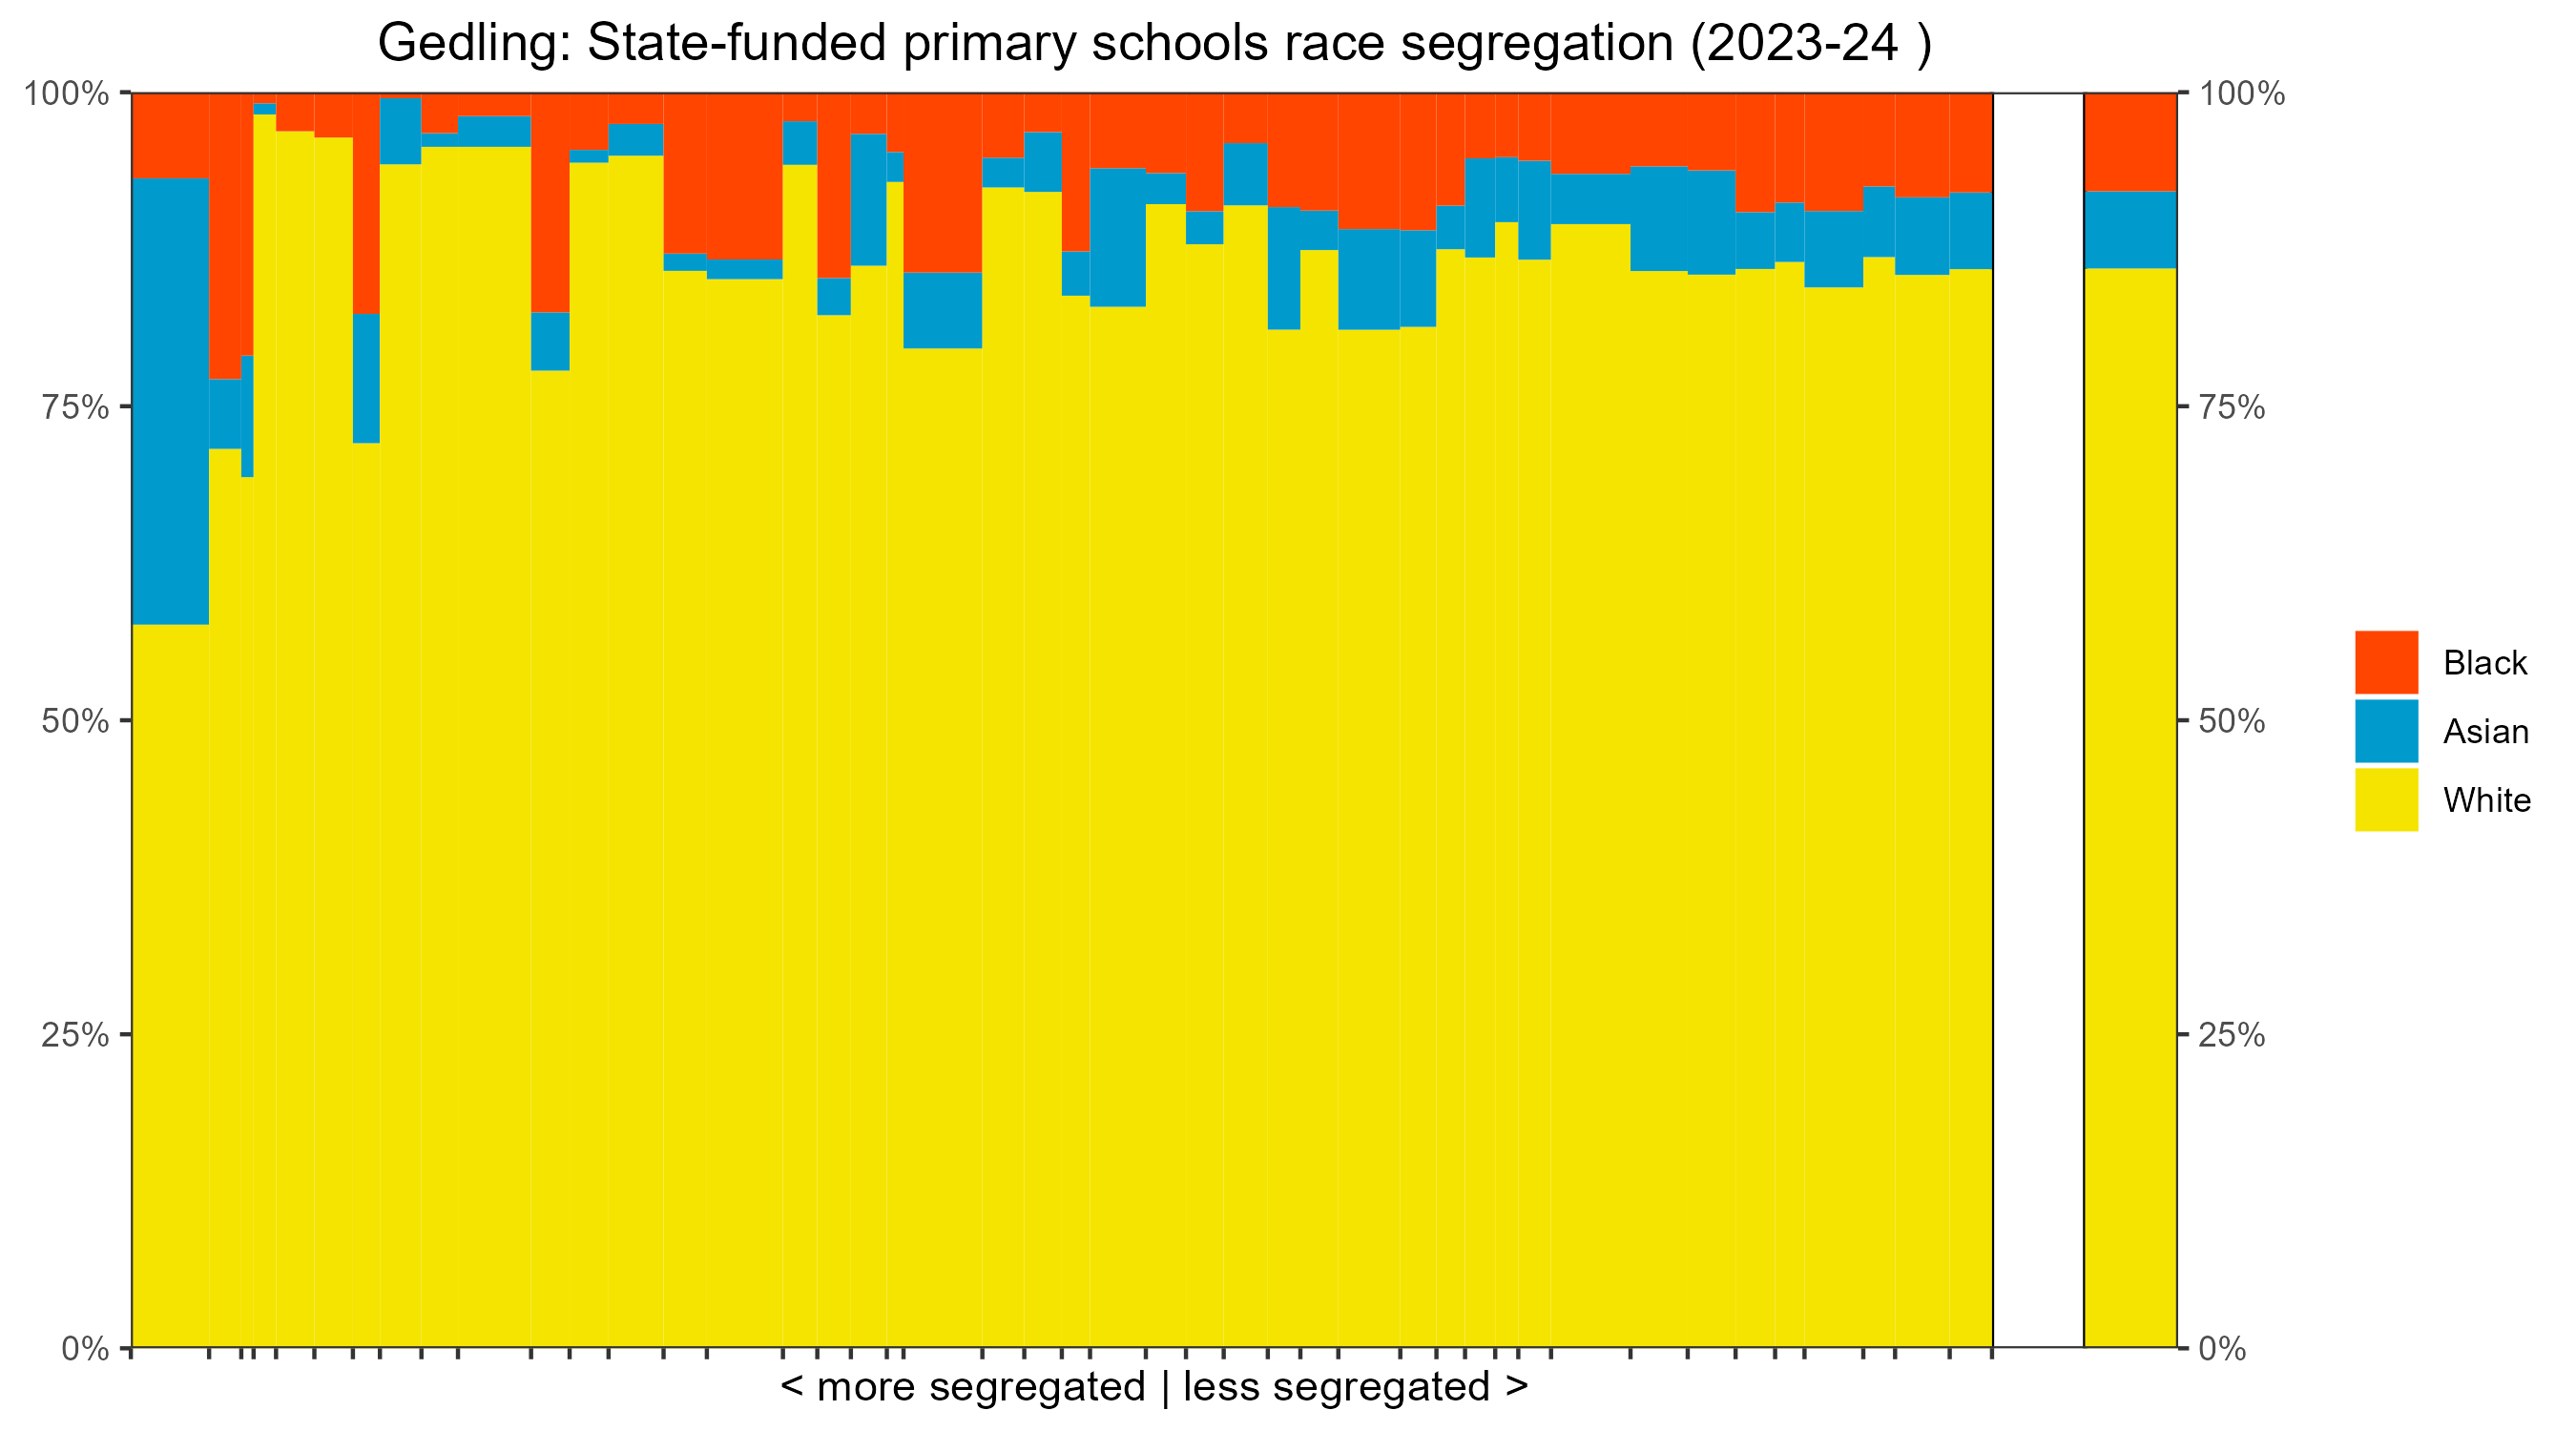 Gedling: State-funded primary schools race segregation (2023-24 )
100%
75%
50%
25%
0%
100%
75%
50%
25%
0%
Black
Asian
White
< more segregated | less segregated >